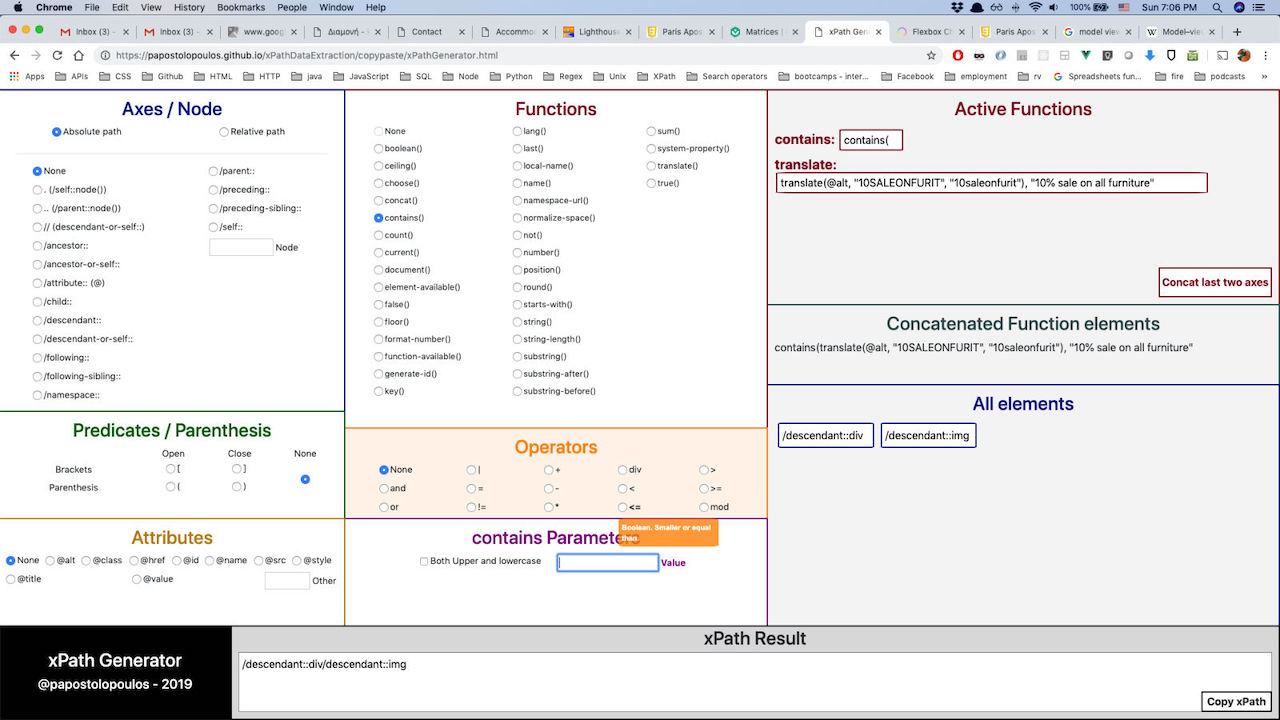 Chrome File Edit View History Bookmarks People Window Help 100% Sun 7:06 PM
Inbox (3) Inbox (3) - www.goog Διαμονή - Contact Accommo Lighthouse Paris Apos Matrices xPath Gen Flexbox C Paris Apos model view Model–vie
https://papostolopoulos.github.io/xPathDataExtraction/copypaste/xPathGenerator.html
Apps APIs CSS Github HTML HTTP java JavaScript SQL Node Python Regex Unix XPath Search operators bootcamps - inter... Facebook employment rv Spreadsheets fun... fire podcasts »
Axes / Node
Absolute path Relative path
None /parent::
. (/self::node()) /preceding::
.. (/parent::node()) /preceding-sibling::
// (descendant-or-self::) /self::
/ancestor:: Node
/ancestor-or-self::
/attribute:: (@)
/child::
/descendant::
/descendant-or-self::
/following::
/following-sibling::
/namespace::
Predicates / Parenthesis
Open Close None
Brackets [ ]
Parenthesis ( )
Attributes
None @alt @class @href @id @name @src @style
@title @value Other
Functions
None lang() sum()
boolean() last() system-property()
ceiling() local-name() translate()
choose() name() true()
concat() namespace-url()
contains() normalize-space()
count() not()
current() number()
document() position()
element-available() round()
false() starts-with()
floor() string()
format-number() string-length()
function-available() substring()
generate-id() substring-after()
key() substring-before()
Operators
None | + div >
and = - < >=
or != * <= mod
Boolean. Smaller or equal
than.
contains
Both Upper and lowercase Value
Active Functions
contains: contains(
translate:
translate(@alt, "10SALEONFURIT", "10saleonfurit"), "10% sale on all furniture"
Concat last two axes
Concatenated Function elements
contains(translate(@alt, "10SALEONFURIT", "10saleonfurit"), "10% sale on all furniture"
All elements
/descendant::div /descendant::img
xPath Generator
@papostolopoulos - 2019
xPath Result
/descendant::div/descendant::img
Copy xPath